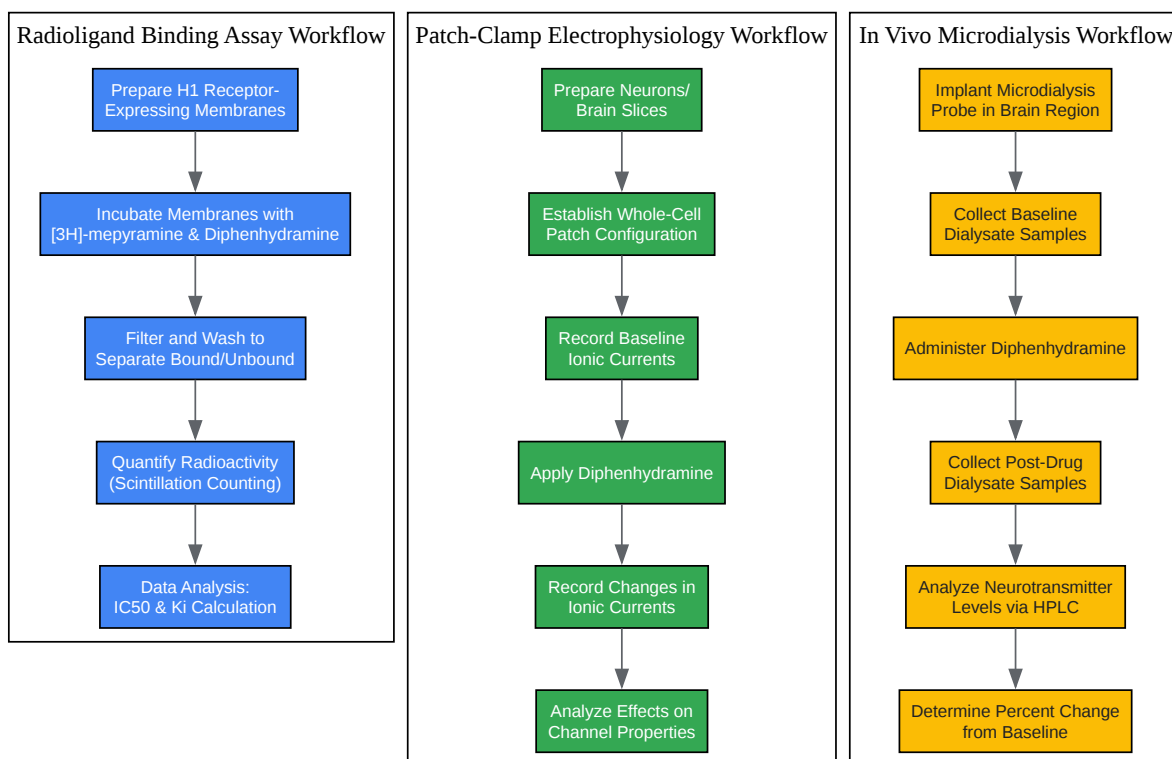 Radioligand Binding Assay Workflow
Prepare H1 Receptor-
Expressing Membranes
Incubate Membranes with
[3H]-mepyramine & Diphenhydramine
Filter and Wash to
Separate Bound/Unbound
Quantify Radioactivity
(Scintillation Counting)
Data Analysis:
IC50 & Ki Calculation
Patch-Clamp Electrophysiology Workflow
Prepare Neurons/
Brain Slices
Establish Whole-Cell
Patch Configuration
Record Baseline
Ionic Currents
Apply Diphenhydramine
Record Changes in
Ionic Currents
Analyze Effects on
Channel Properties
In Vivo Microdialysis Workflow
Implant Microdialysis
Probe in Brain Region
Collect Baseline
Dialysate Samples
Administer Diphenhydramine
Collect Post-Drug
Dialysate Samples
Analyze Neurotransmitter
Levels via HPLC
Determine Percent Change
from Baseline